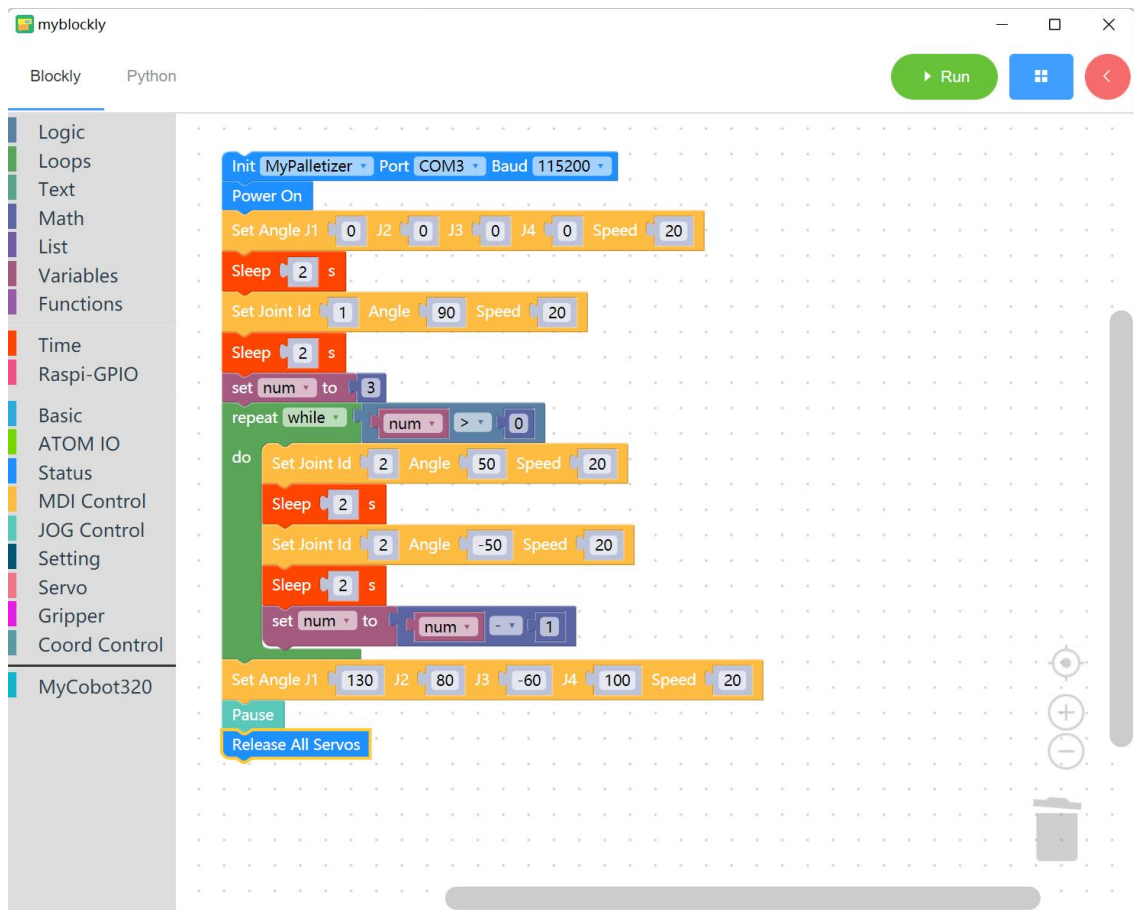 myblockly
Blockly Python
Run
Logic
Loops
Text
Math
List
Variables
Functions
Time
Raspi-GPIO
Basic
ATOM IO
Status
MDI Control
JOG Control
Setting
Servo
Gripper
Coord Control
MyCobot320
Init MyPalletizer Port COM3 Baud 115200
Power On
Set Angle J1 0 J2 0 J3 0 J4 0 Speed 20
Sleep 2 s
Set Joint Id 1 Angle 90 Speed 20
Sleep 2 s
set num to 3
repeat while num > 0
do Set Joint Id 2 Angle 50 Speed 20
Sleep 2 s
Set Joint Id 2 Angle -50 Speed 20
Sleep 2 s
set num to num - 1
Set Angle J1 130 J2 80 J3 -60 J4 100 Speed 20
Pause
Release All Servos